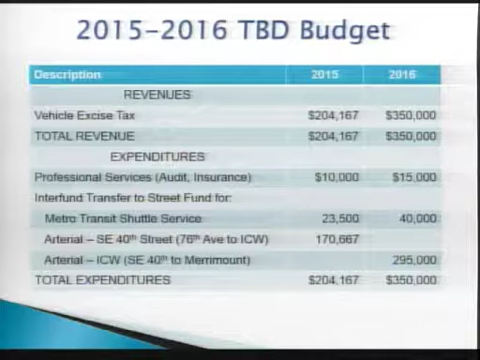 2015-2016 TBD Budget
Description 2015 2016
REVENUES:
Vehicle Excise Tax $204,167 $350,000
TOTAL REVENUE $204,167 $350,000
EXPENDITURES:
Professional Services (Audit, Insurance) $10,000 $15,000
Interfund Transfer to Street Fund for:
Metro Transit Shuttle Service 23,500 40,000
Arterial – SE 40th Street (76th Ave to ICW) 170,667
Arterial – ICW (SE 40th to Merrimount) 295,000
TOTAL EXPENDITURES $204,167 $350,000